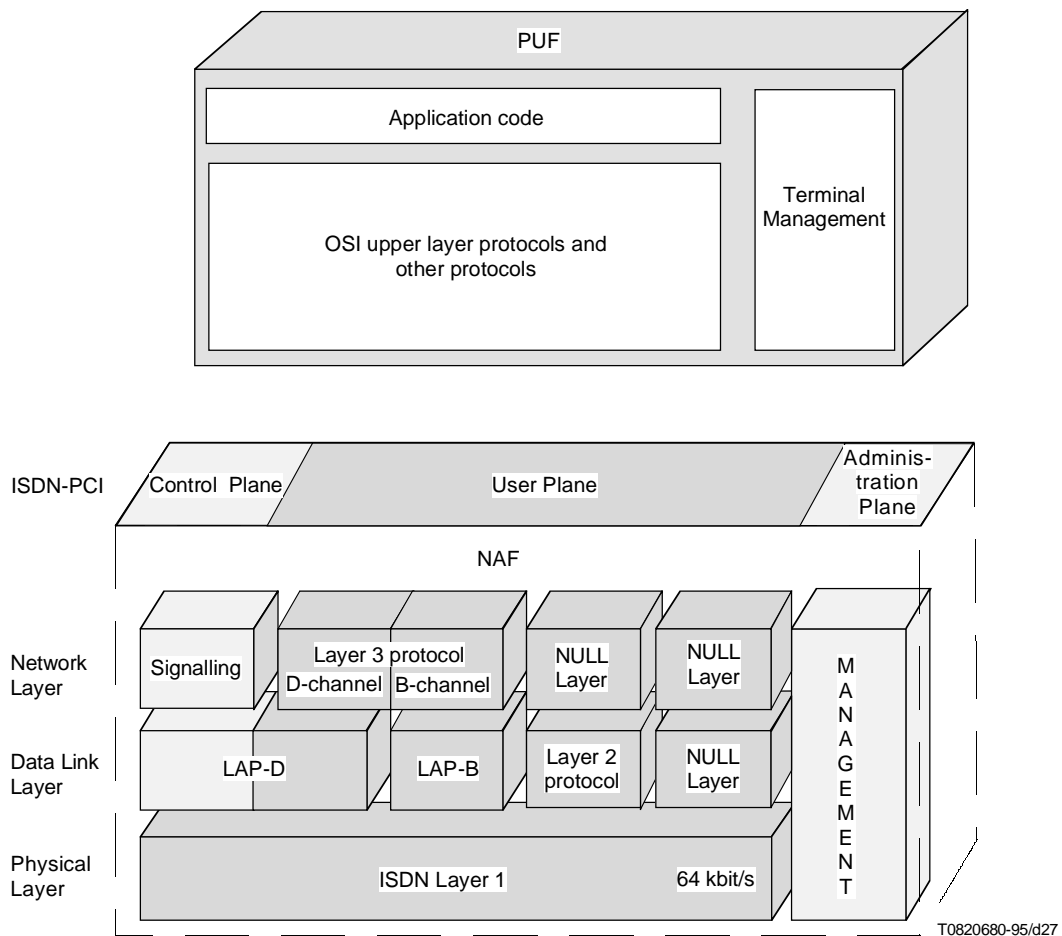 PUF
Application code
OSI upper layer protocols and
other protocols
Terminal
Management
ISDN-PCI
Control Plane
User Plane
Adminis-
tration
Plane
NAF
Network
Layer
Signalling
Layer 3 protocol
D-channel
B-channel
NULL
Layer
NULL
Layer
Data Link
Layer
LAP-D
LAP-B
Layer 2
protocol
NULL
Layer
Physical
Layer
ISDN Layer 1
64 kbit/s
M
A
N
A
G
E
M
E
N
T
T0820680-95/d27